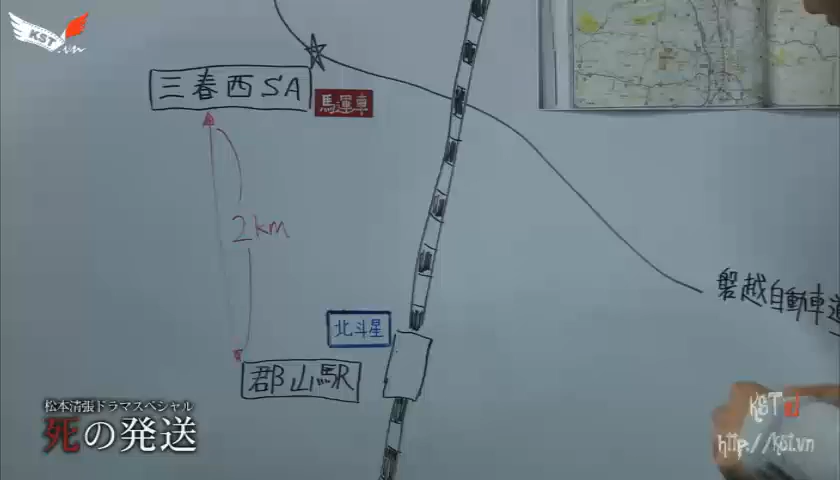 KST.vn
三春西SA
馬運車
2km
磐越自動車道
北斗星
郡山駅
松本清張ドラマスペシャル
死の発送
KST
http://kst.vn